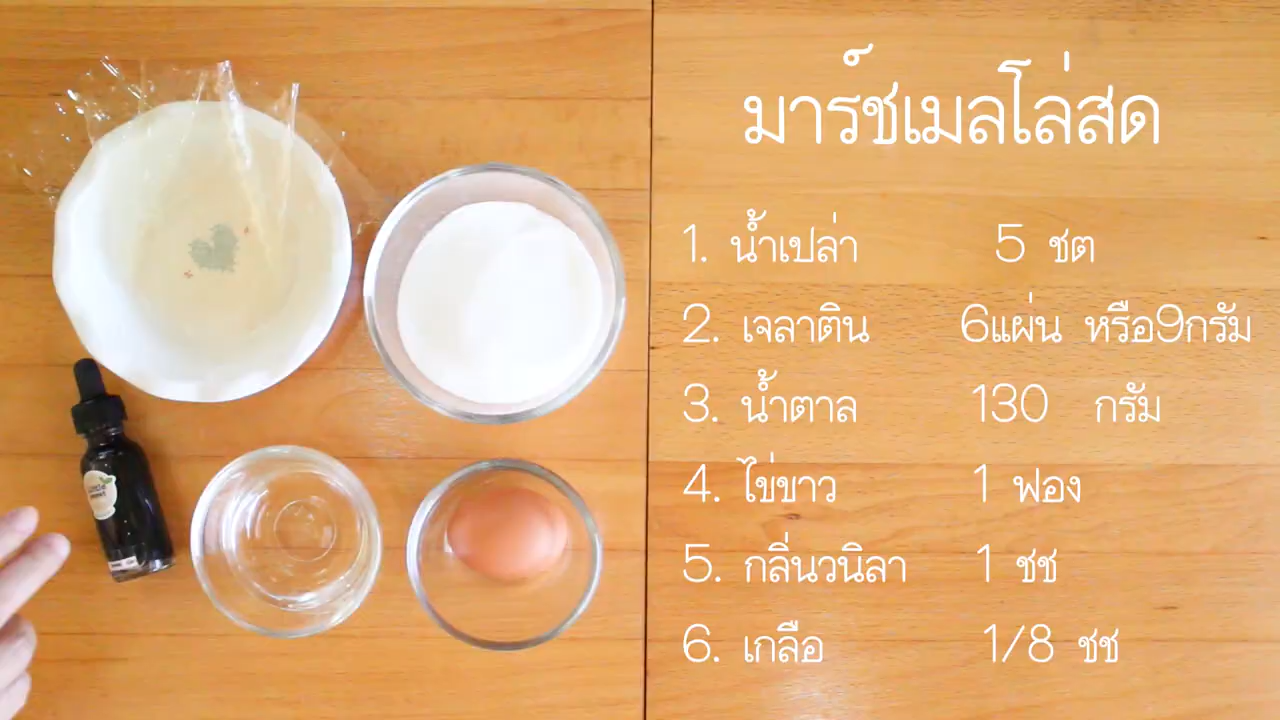 มาร์ชเมลโล่สด
1. น้ำเปล่า 5 ชต
2. เจลาติน 6แผ่น หรือ9กรัม
3. น้ำตาล 130 กรัม
4. ไข่ขาว 1 ฟอง
5. กลิ่นวนิลา 1 ชช
6. เกลือ 1/8 ชช